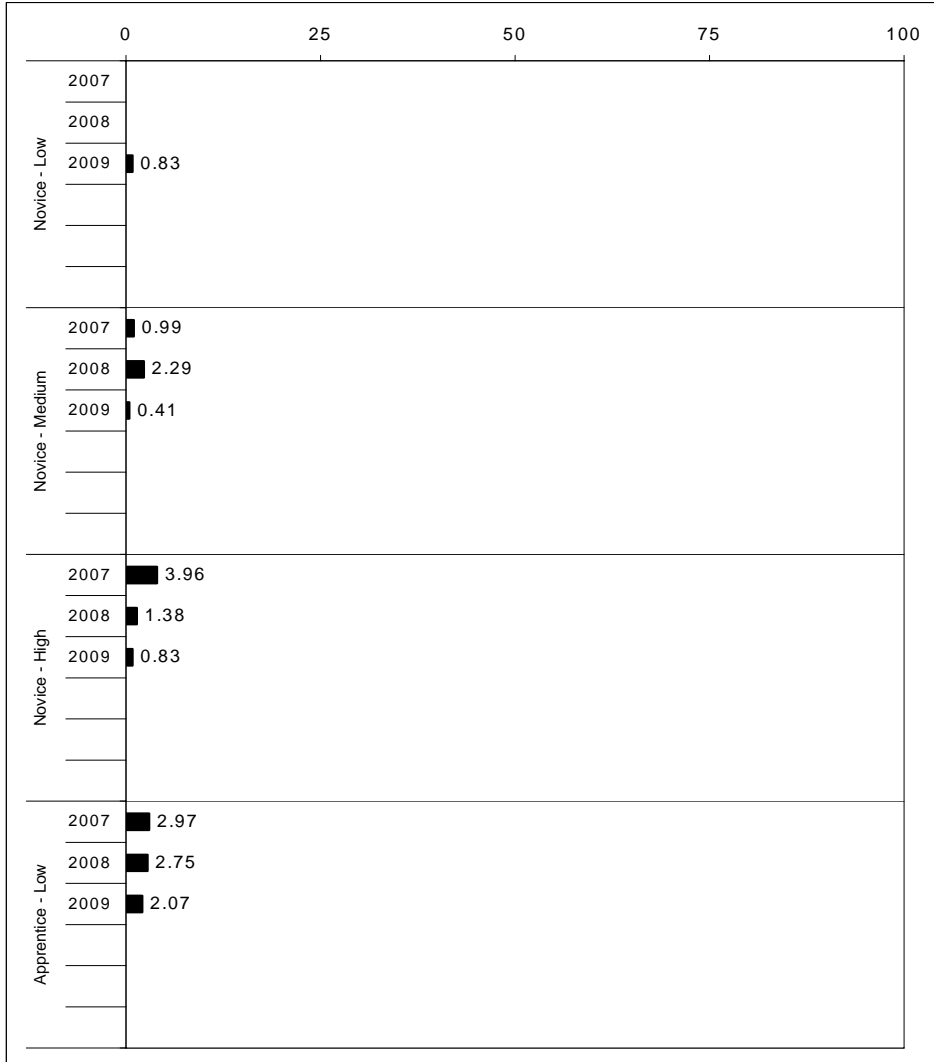 0 25 50 75 100
Novice - Low
2007
2008
2009 0.83
Novice - Medium
2007 0.99
2008 2.29
2009 0.41
Novice - High
2007 3.96
2008 1.38
2009 0.83
Apprentice - Low
2007 2.97
2008 2.75
2009 2.07